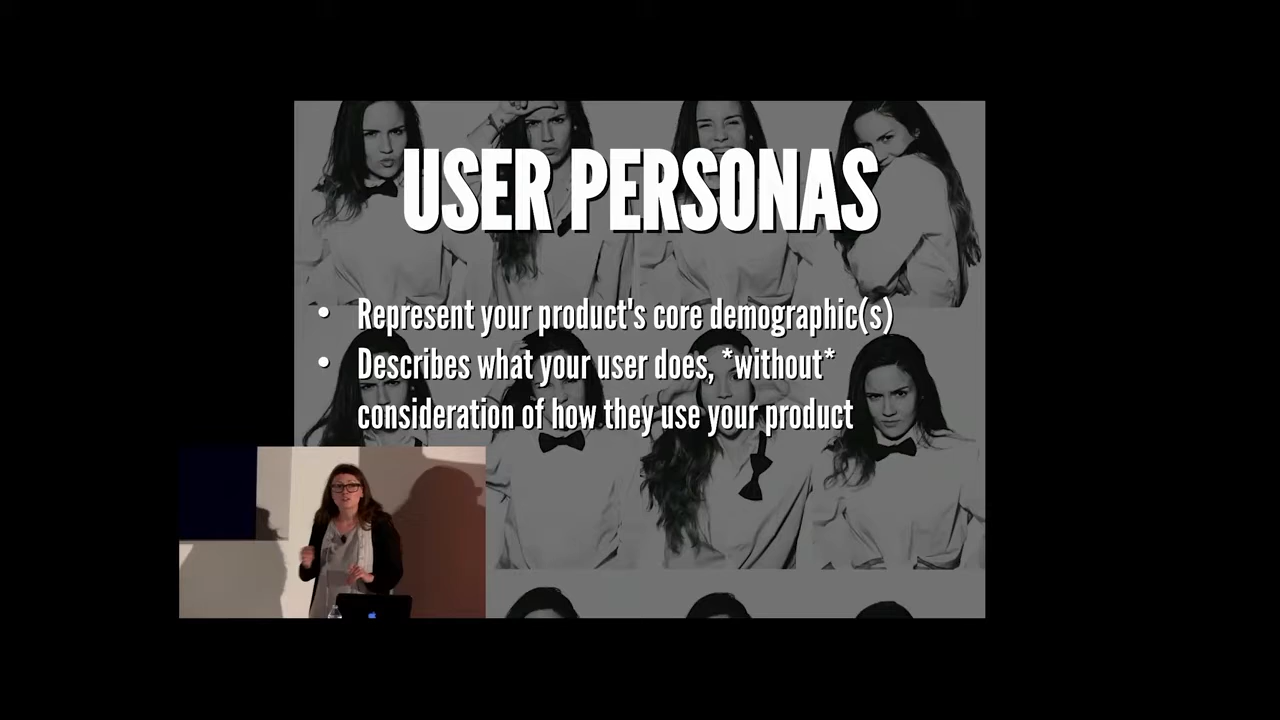 USER PERSONAS
• Represent your product's core demographic(s)
• Describes what your user does, *without*
consideration of how they use your product